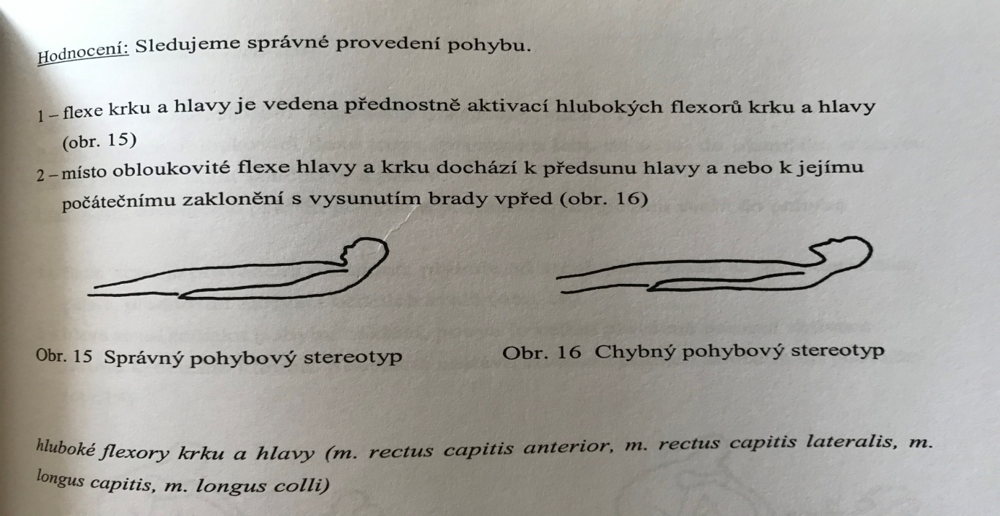 Hodnocení: Sledujeme správné provedení pohybu.
1 – flexe krku a hlavy je vedena přednostně aktivací hlubokých flexorů krku a hlavy
(obr. 15)
2 – místo obloukovité flexe hlavy a krku dochází k předsunu hlavy a nebo k jejímu
počátečnímu zaklonění s vysunutím brady vpřed (obr. 16)
Obr. 15 Správný pohybový stereotyp
Obr. 16 Chybný pohybový stereotyp
hluboké flexory krku a hlavy (m. rectus capitis anterior, m. rectus capitis lateralis, m.
longus capitis, m. longus colli)